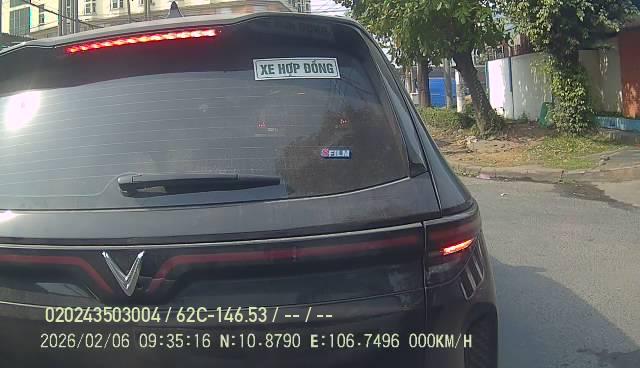 XE HỢP ĐỒNG
SFILM
020243503004 / 62C-146.53 / -- / --
2026/02/06 09:35:16 N:10.8790 E:106.7496 000KM/H